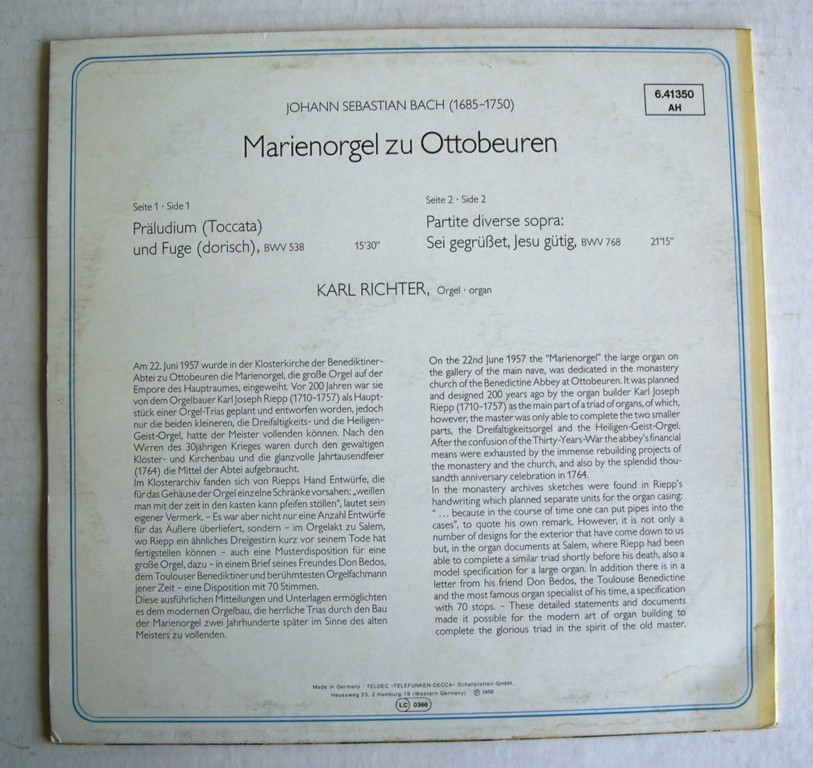 JOHANN SEBASTIAN BACH (1685-1750)
6.41350
AH
Marienorgel zu Ottobeuren
Seite 1 · Side 1
Präludium (Toccata)
und Fuge (dorisch), BWV 538 15'30"
Seite 2 · Side 2
Partite diverse sopra:
Sei gegrüßet, Jesu gütig, BWV 768 21'15"
KARL RICHTER, Orgel · organ
Am 22. Juni 1957 wurde in der Klosterkirche der Benediktiner-
Abtei zu Ottobeuren die Marienorgel, die große Orgel auf der
Empore des Hauptraumes, eingeweiht. Vor 200 Jahren war sie
von dem Orgelbauer Karl Joseph Riepp (1710-1757) als Haupt-
stück einer Orgel-Trias geplant und entworfen worden, jedoch
nur die beiden kleineren, die Dreifaltigkeits- und die Heiligen-
Geist-Orgel, hatte der Meister vollenden können. Nach den
Wirren des 30jährigen Krieges waren durch den gewaltigen
Kloster- und Kirchenbau und die glanzvolle Jahrtausendfeier
(1764) die Mittel der Abtei aufgebraucht.
Im Klosterarchiv fanden sich von Riepps Hand Entwürfe, die
für das Gehäuse der Orgel einzelne Schränke vorsahen: „weillen
man mit der zeit in den kasten kann pfeifen stöllen", lautet sein
eigener Vermerk. – Es war aber nicht nur eine Anzahl Entwürfe
für das Äußere überliefert, sondern – im Orgelakt zu Salem,
wo Riepp ein ähnliches Dreigestirn kurz vor seinem Tode hat
fertigstellen können – auch eine Musterdisposition für eine
große Orgel, dazu – in einem Brief seines Freundes Don Bedos,
dem Toulouser Benediktiner und berühmtesten Orgelfachmann
jener Zeit – eine Disposition mit 70 Stimmen.
Diese ausführlichen Mitteilungen und Unterlagen ermöglichten
es dem modernen Orgelbau, die herrliche Trias durch den Bau
der Marienorgel zwei Jahrhunderte später im Sinne des alten
Meisters zu vollenden.
On the 22nd June 1957 the "Marienorgel" the large organ on
the gallery of the main nave, was dedicated in the monastery
church of the Benedictine Abbey at Ottobeuren. It was planned
and designed 200 years ago by the organ builder Karl Joseph
Riepp (1710-1757) as the main part of a triad of organs, of which,
however, the master was only able to complete the two smaller
parts, the Dreifaltigkeitsorgel and the Heiligen-Geist-Orgel.
After the confusion of the Thirty-Years-War the abbey's financial
means were exhausted by the immense rebuilding projects of
the monastery and the church, and also by the splendid thou-
sandth anniversary celebration in 1764.
In the monastery archives sketches were found in Riepp's
handwriting which planned separate units for the organ casing:
" ... because in the course of time one can put pipes into the
cases", to quote his own remark. However, it is not only a
number of designs for the exterior that have come down to us
but, in the organ documents at Salem, where Riepp had been
able to complete a similar triad shortly before his death, also a
model specification for a large organ. In addition there is in a
letter from his friend Don Bedos, the Toulouse Benedictine
and the most famous organ specialist of his time, a specification
with 70 stops. – These detailed statements and documents
made it possible for the modern art of organ building to
complete the glorious triad in the spirit of the old master.
Made in Germany · TELDEC »TELEFUNKEN-DECCA« Schallplatten-GmbH.,
Heussweg 25, 2 Hamburg 19 (Western Germany) Ⓟ 1958
LC 0366